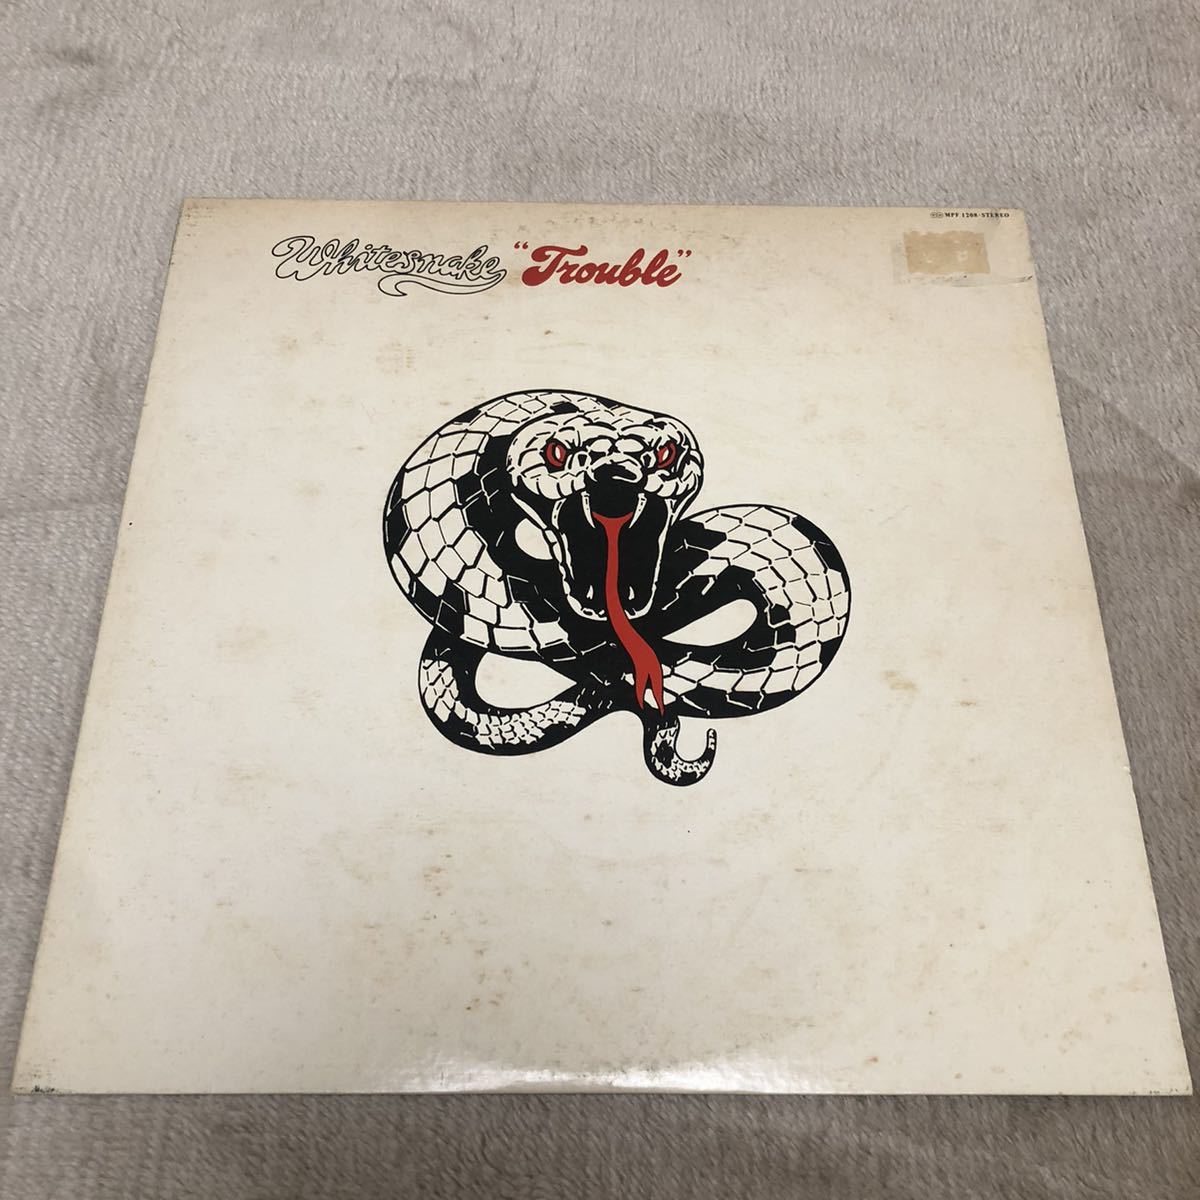 MPF 1208·STEREO
Whitesnake “Trouble”